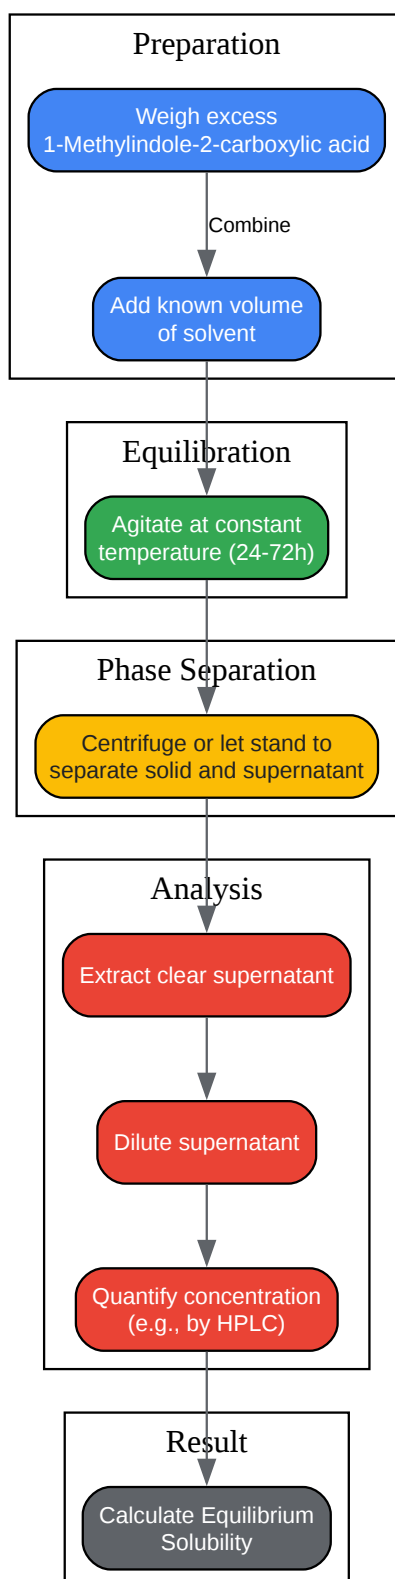 Preparation
Weigh excess
1-Methylindole-2-carboxylic acid
Combine
Add known volume
of solvent
Equilibration
Agitate at constant
temperature (24-72h)
Phase Separation
Centrifuge or let stand to
separate solid and supernatant
Analysis
Extract clear supernatant
Dilute supernatant
Quantify concentration
(e.g., by HPLC)
Result
Calculate Equilibrium
Solubility